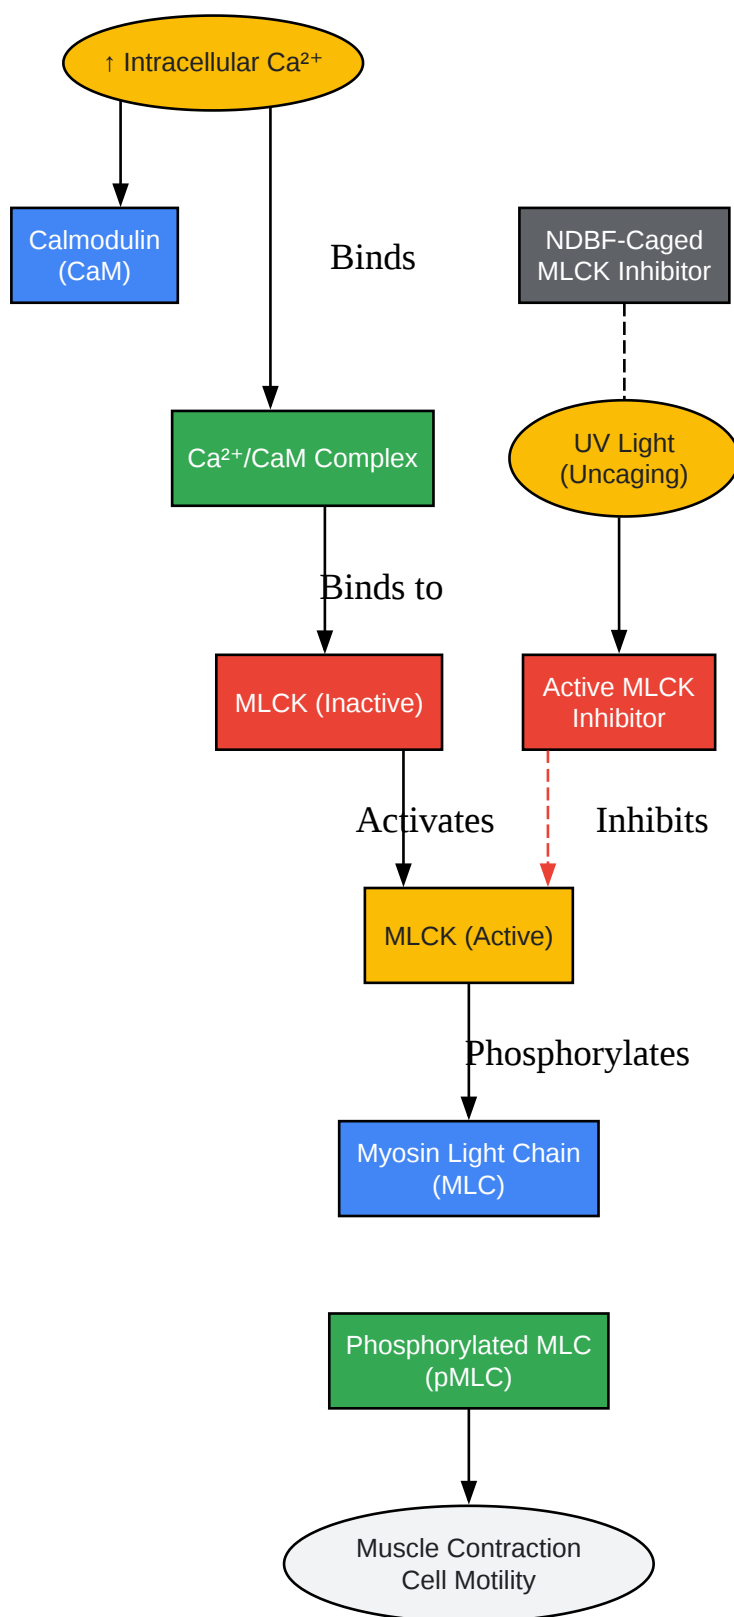 ↑ Intracellular Ca²⁺
Calmodulin
(CaM)
Binds
NDBF-Caged
MLCK Inhibitor
Ca²⁺/CaM Complex
UV Light
(Uncaging)
Binds to
MLCK (Inactive)
Active MLCK
Inhibitor
Activates
Inhibits
MLCK (Active)
Phosphorylates
Myosin Light Chain
(MLC)
Phosphorylated MLC
(pMLC)
Muscle Contraction
Cell Motility